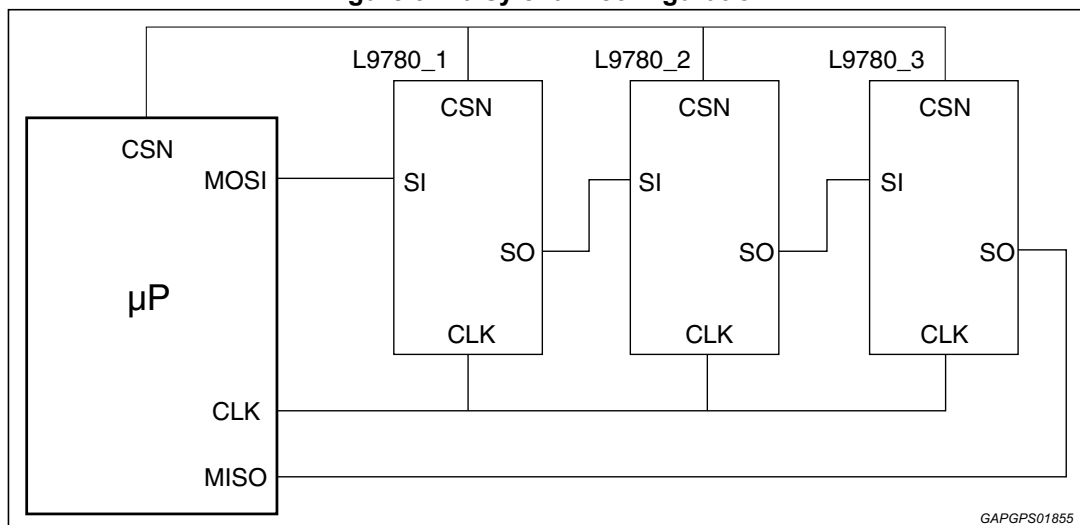 L9780_1
L9780_2
L9780_3
CSN
CSN
CSN
CSN
MOSI
SI
SI
SI
SO
SO
SO
µP
CLK
CLK
CLK
CLK
MISO
GAPGPS01855